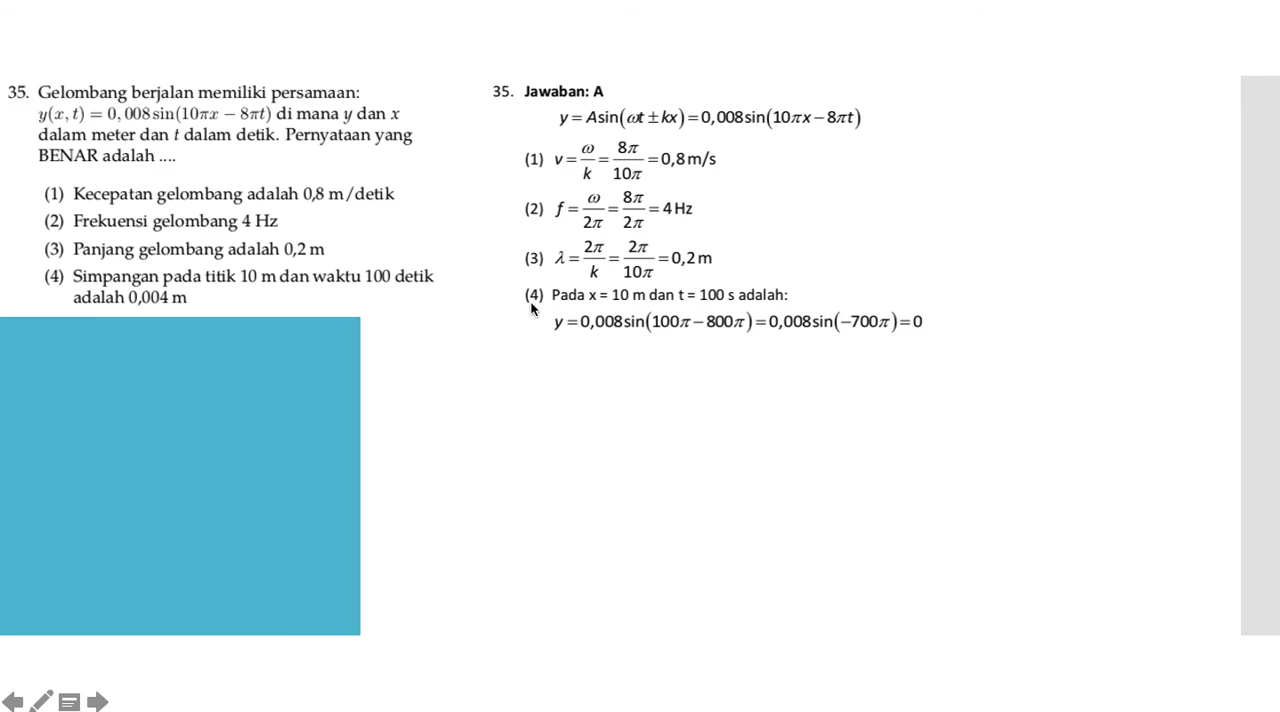 35. Gelombang berjalan memiliki persamaan:
y(x, t) = 0, 008 sin(10πx − 8πt) di mana y dan x
dalam meter dan t dalam detik. Pernyataan yang
BENAR adalah ....
(1) Kecepatan gelombang adalah 0,8 m/detik
(2) Frekuensi gelombang 4 Hz
(3) Panjang gelombang adalah 0,2 m
(4) Simpangan pada titik 10 m dan waktu 100 detik
adalah 0,004 m
35. Jawaban: A
y = A sin(ωt ± kx) = 0,008 sin(10πx − 8πt)
(1) v = ω/k = 8π/10π = 0,8 m/s
(2) f = ω/2π = 8π/2π = 4 Hz
(3) λ = 2π/k = 2π/10π = 0,2 m
(4) Pada x = 10 m dan t = 100 s adalah:
y = 0,008 sin(100π − 800π) = 0,008 sin(−700π) = 0